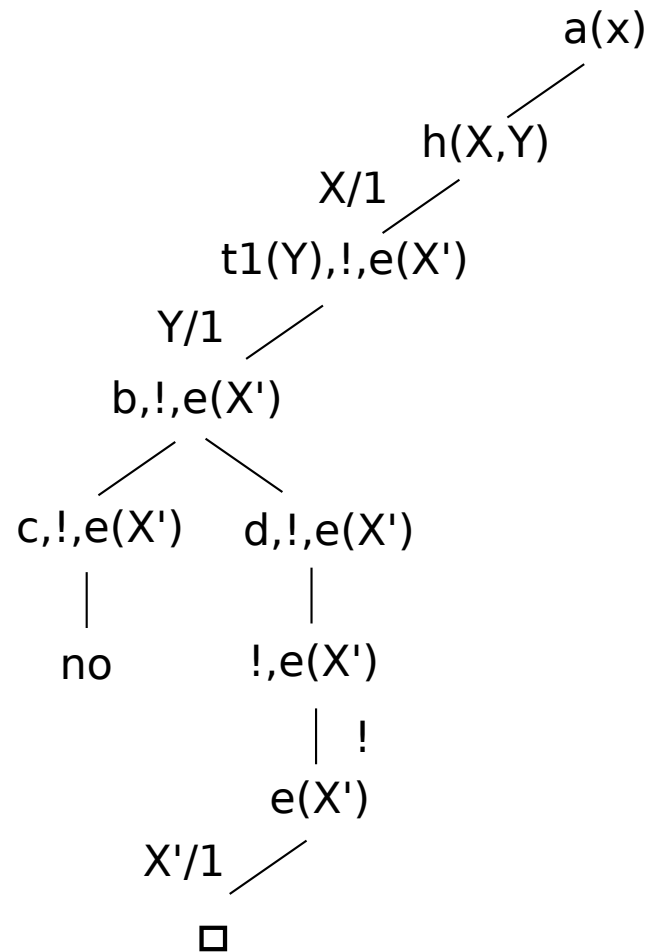 a(x)
h(X,Y)
X/1
t1(Y),!,e(X')
Y/1
b,!,e(X')
c,!,e(X') d,!,e(X')
no !,e(X')
!
e(X')
X'/1